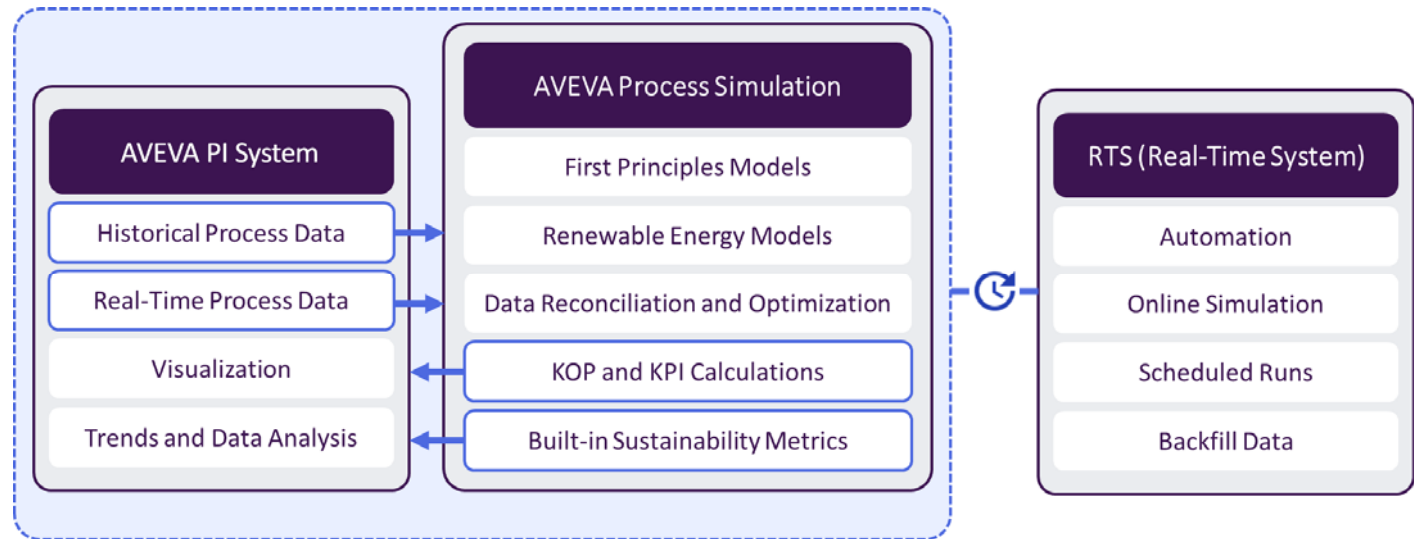 AVEVA PI System
Historical Process Data
Real-Time Process Data
Visualization
Trends and Data Analysis
AVEVA Process Simulation
First Principles Models
Renewable Energy Models
Data Reconciliation and Optimization
KOP and KPI Calculations
Built-in Sustainability Metrics
RTS (Real-Time System)
Automation
Online Simulation
Scheduled Runs
Backfill Data